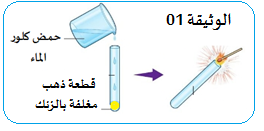 الوثيقة 01
حمض كلور
الماء
قطعة ذهب
مغلفة بالزنك